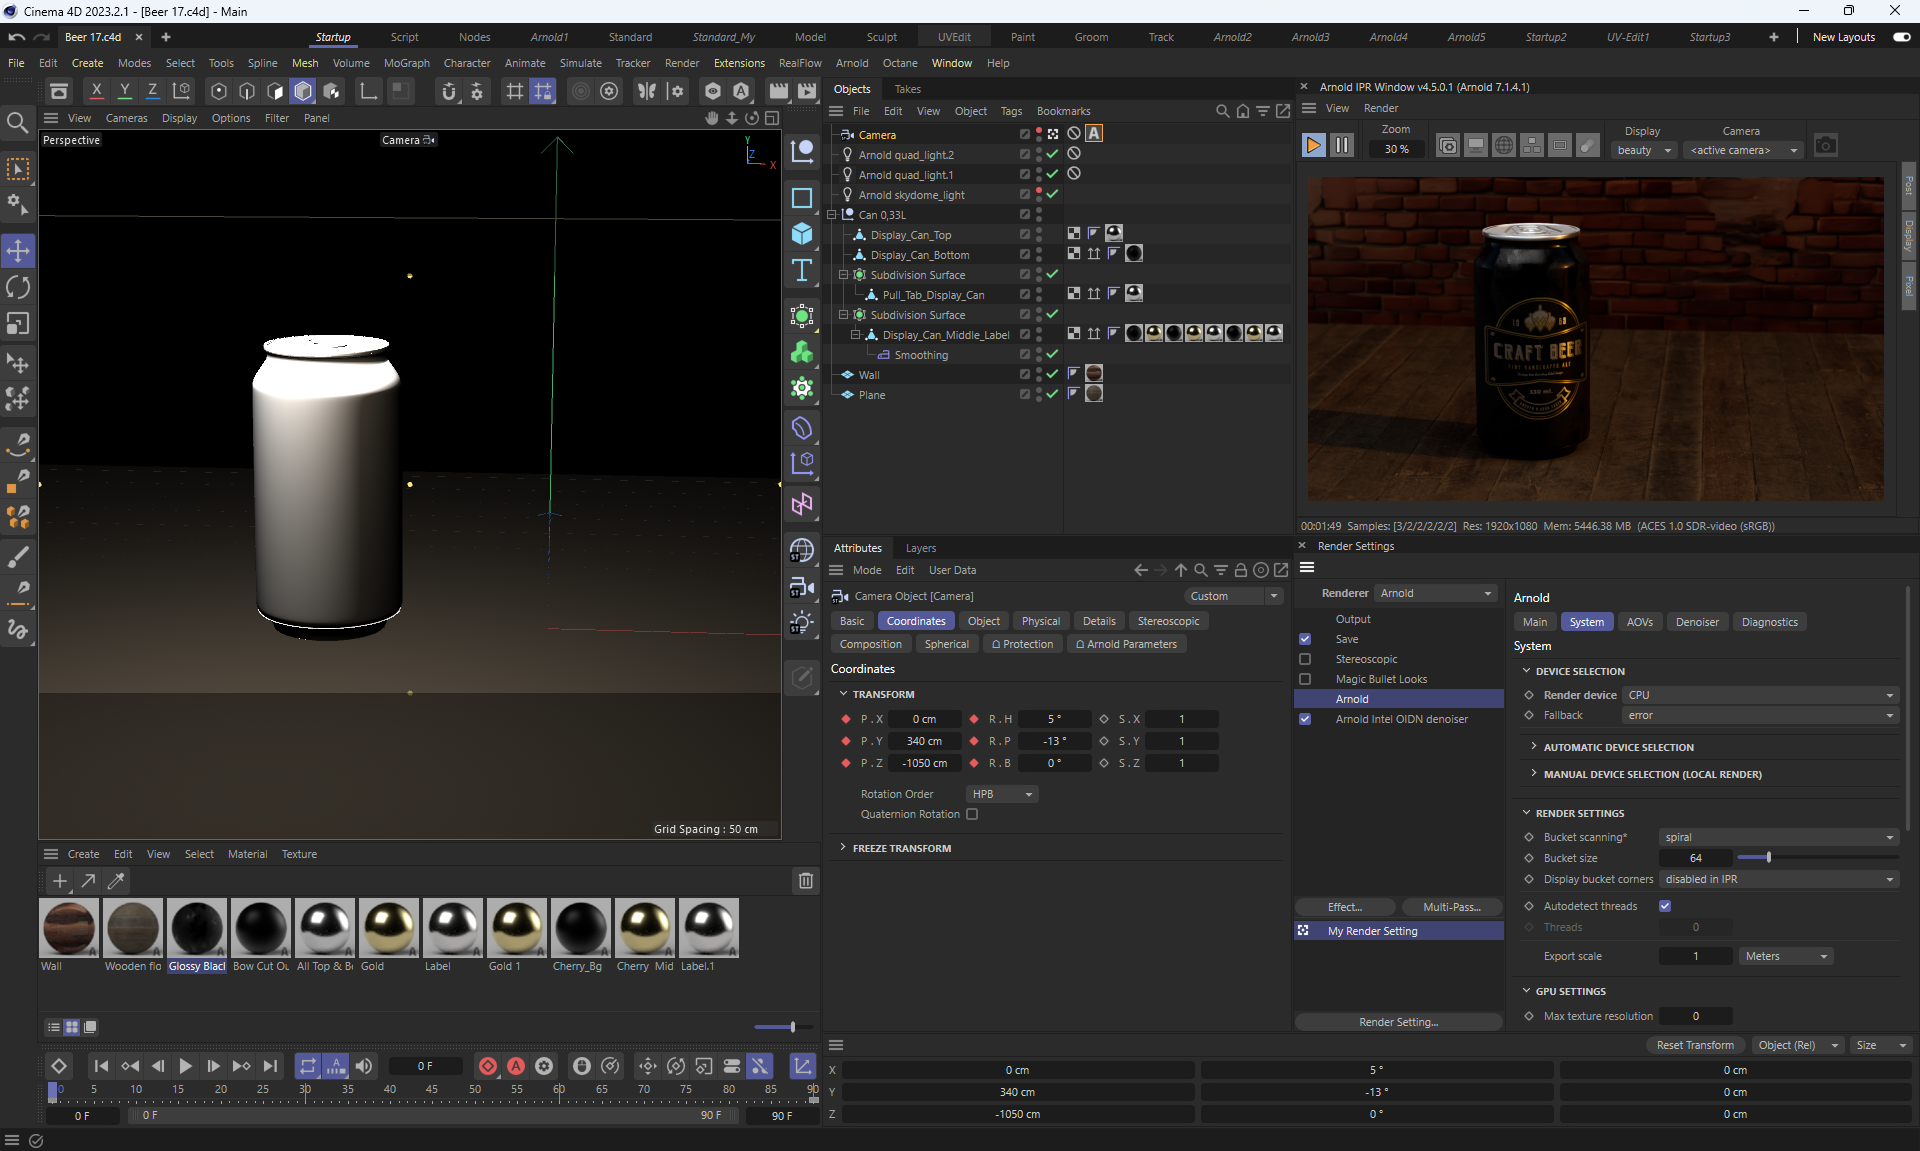 Cinema 4D 2023.2.1 - [Beer 17.c4d] - Main
Beer 17.c4d × + Startup Script Nodes Arnold1 Standard Standard_My Model Sculpt UVEdit Paint Groom Track Arnold2 Arnold3 Arnold4 Arnold5 Startup2 UV-Edit1 Startup3 + New Layouts
File Edit Create Modes Select Tools Spline Mesh Volume MoGraph Character Animate Simulate Tracker Render Extensions RealFlow Arnold Octane Window Help
X Y Z
View Cameras Display Options Filter Panel
Perspective
Camera
Y
Z
X
Grid Spacing : 50 cm
Objects Takes
File Edit View Object Tags Bookmarks
Camera
Arnold quad_light.2
Arnold quad_light.1
Arnold skydome_light
Can 0,33L
Display_Can_Top
Display_Can_Bottom
Subdivision Surface
Pull_Tab_Display_Can
Subdivision Surface
Display_Can_Middle_Label
Smoothing
Wall
Plane
Arnold IPR Window v4.5.0.1 (Arnold 7.1.4.1)
View Render
Zoom
30 %
Display
beauty
Camera
<active camera>
Post
Display
Pixel
CRAFT BEER
00:01:49 Samples: [3/2/2/2/2/2] Res: 1920x1080 Mem: 5446.38 MB (ACES 1.0 SDR-video (sRGB))
Attributes Layers
Mode Edit User Data
Camera Object [Camera]
Custom
Basic Coordinates Object Physical Details Stereoscopic
Composition Spherical Protection Arnold Parameters
Coordinates
TRANSFORM
P . X 0 cm R . H 5 ° S . X 1
P . Y 340 cm R . P -13 ° S . Y 1
P . Z -1050 cm R . B 0 ° S . Z 1
Rotation Order HPB
Quaternion Rotation
FREEZE TRANSFORM
Render Settings
Renderer Arnold
Output
Save
Stereoscopic
Magic Bullet Looks
Arnold
Arnold Intel OIDN denoiser
Effect... Multi-Pass...
My Render Setting
Render Setting...
Arnold
Main System AOVs Denoiser Diagnostics
System
DEVICE SELECTION
Render device CPU
Fallback error
AUTOMATIC DEVICE SELECTION
MANUAL DEVICE SELECTION (LOCAL RENDER)
RENDER SETTINGS
Bucket scanning* spiral
Bucket size 64
Display bucket corners disabled in IPR
Autodetect threads
Threads 0
Export scale 1 Meters
GPU SETTINGS
Max texture resolution 0
Create Edit View Select Material Texture
Wall Wooden flo Glossy Blacl Bow Cut Ou All Top & Bo Gold Label Gold 1 Cherry_Bg Cherry Mid Label.1
0 F
0 5 10 15 20 25 30 35 40 45 50 55 60 65 70 75 80 85 90
0 F 0 F 90 F 90 F
Reset Transform Object (Rel) Size
X 0 cm 5 ° 0 cm
Y 340 cm -13 ° 0 cm
Z -1050 cm 0 ° 0 cm